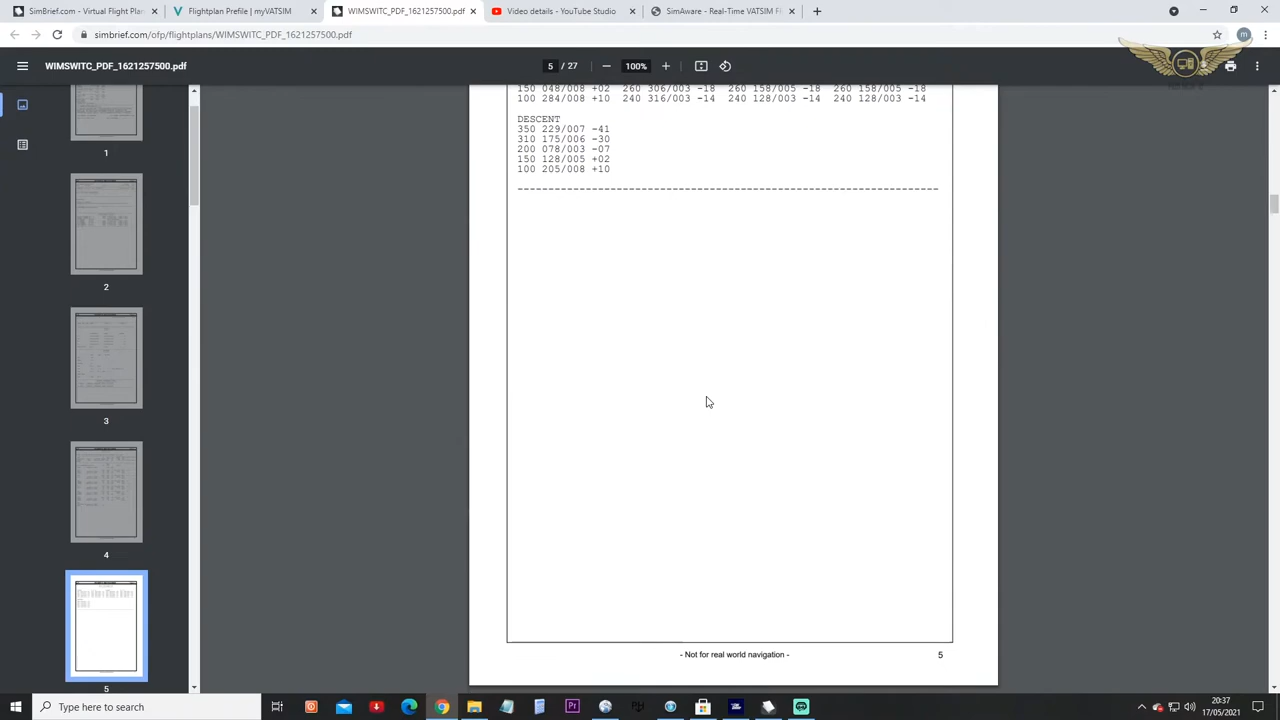 SimBrief.com - Virtual Flight Plan
Flightplan Prefile | myVATSIM
WIMSWITC_PDF_1621257500.pdf
Video details - YouTube Studio
SimAware - Real-Time VATSIM F
simbrief.com/ofp/flightplans/WIMSWITC_PDF_1621257500.pdf
m
WIMSWITC_PDF_1621257500.pdf
5 / 27
100%
150 048/008 +02 260 306/003 -18 260 158/005 -18 260 158/005 -18
100 284/008 +10 240 316/003 -14 240 128/003 -14 240 128/003 -14
DESCENT
350 229/007 -41
310 175/006 -30
200 078/003 -07
150 128/005 +02
100 205/008 +10
--------------------------------------------------------------------
1
2
3
4
5
- Not for real world navigation -
5
Type here to search
Pr
20:37
17/05/2021